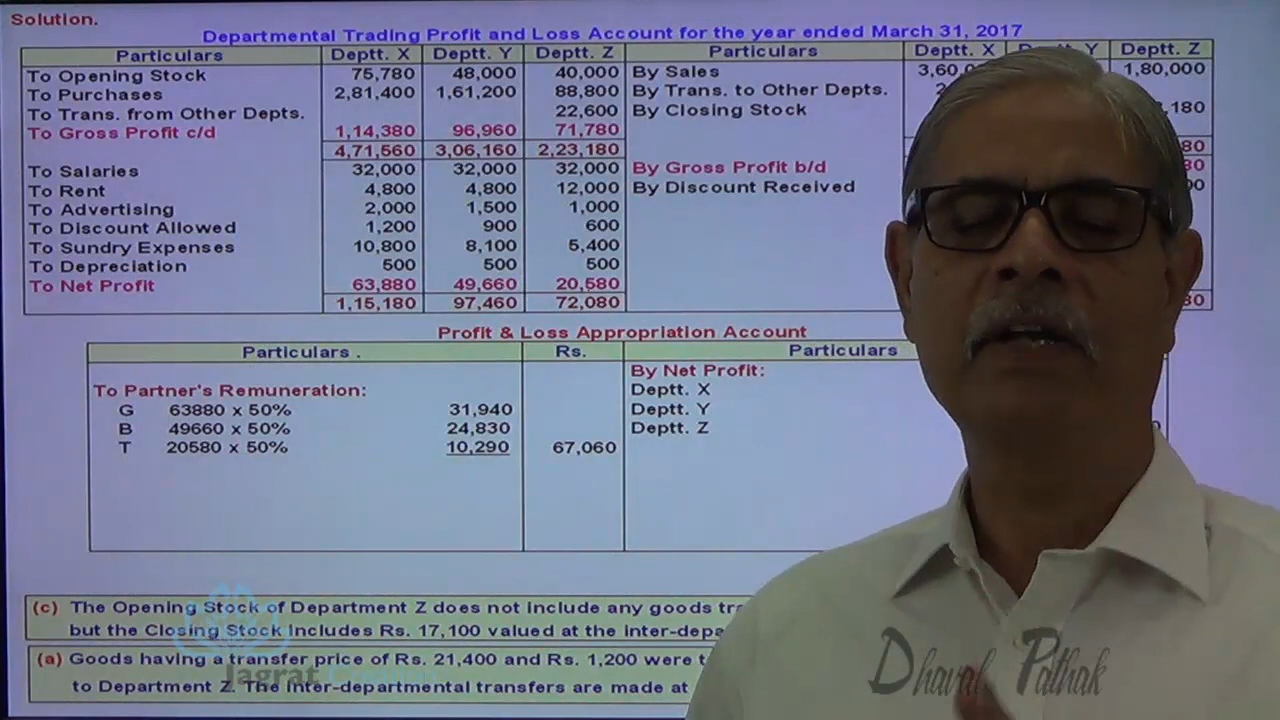 Solution.
Departmental Trading Profit and Loss Account for the year ended March 31, 2017
Particulars Deptt. X Deptt. Y Deptt. Z Particulars Deptt. X Y Deptt. Z
To Opening Stock 75,780 48,000 40,000 By Sales 3,60,0 1,80,000
To Purchases 2,81,400 1,61,200 88,800 By Trans. to Other Depts.
To Trans. from Other Depts. 22,600 By Closing Stock ,180
To Gross Profit c/d 1,14,380 96,960 71,780
4,71,560 3,06,160 2,23,180 80
To Salaries 32,000 32,000 32,000 By Gross Profit b/d 80
To Rent 4,800 4,800 12,000 By Discount Received
To Advertising 2,000 1,500 1,000
To Discount Allowed 1,200 900 600
To Sundry Expenses 10,800 8,100 5,400
To Depreciation 500 500 500
To Net Profit 63,880 49,660 20,580
1,15,180 97,460 72,080 80
Profit & Loss Appropriation Account
Particulars . Rs. Particulars
By Net Profit:
To Partner's Remuneration: Deptt. X
G 63880 x 50% 31,940 Deptt. Y
B 49660 x 50% 24,830 Deptt. Z
T 20580 x 50% 10,290 67,060
(c) The Opening Stock of Department Z does not include any goods
but the Closing Stock Includes Rs. 17,100 valued at the
(a) Goods having a transfer price of Rs. 21,400 and Rs. 1,200 were
to Department Z. The Inter-departmental transfers are made at
Jagrat
Dhaval Pathak